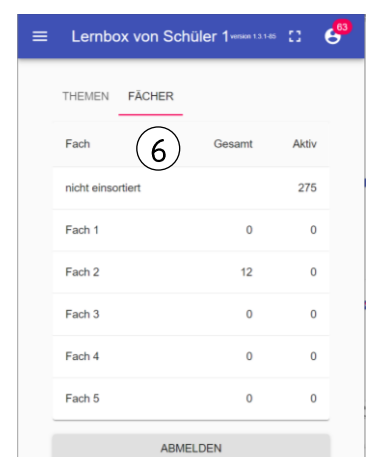 Lernbox von Schüler 1 version 1.3.1-65 63
THEMEN FÄCHER
Fach 6 Gesamt Aktiv
nicht einsortiert 275
Fach 1 0 0
Fach 2 12 0
Fach 3 0 0
Fach 4 0 0
Fach 5 0 0
ABMELDEN